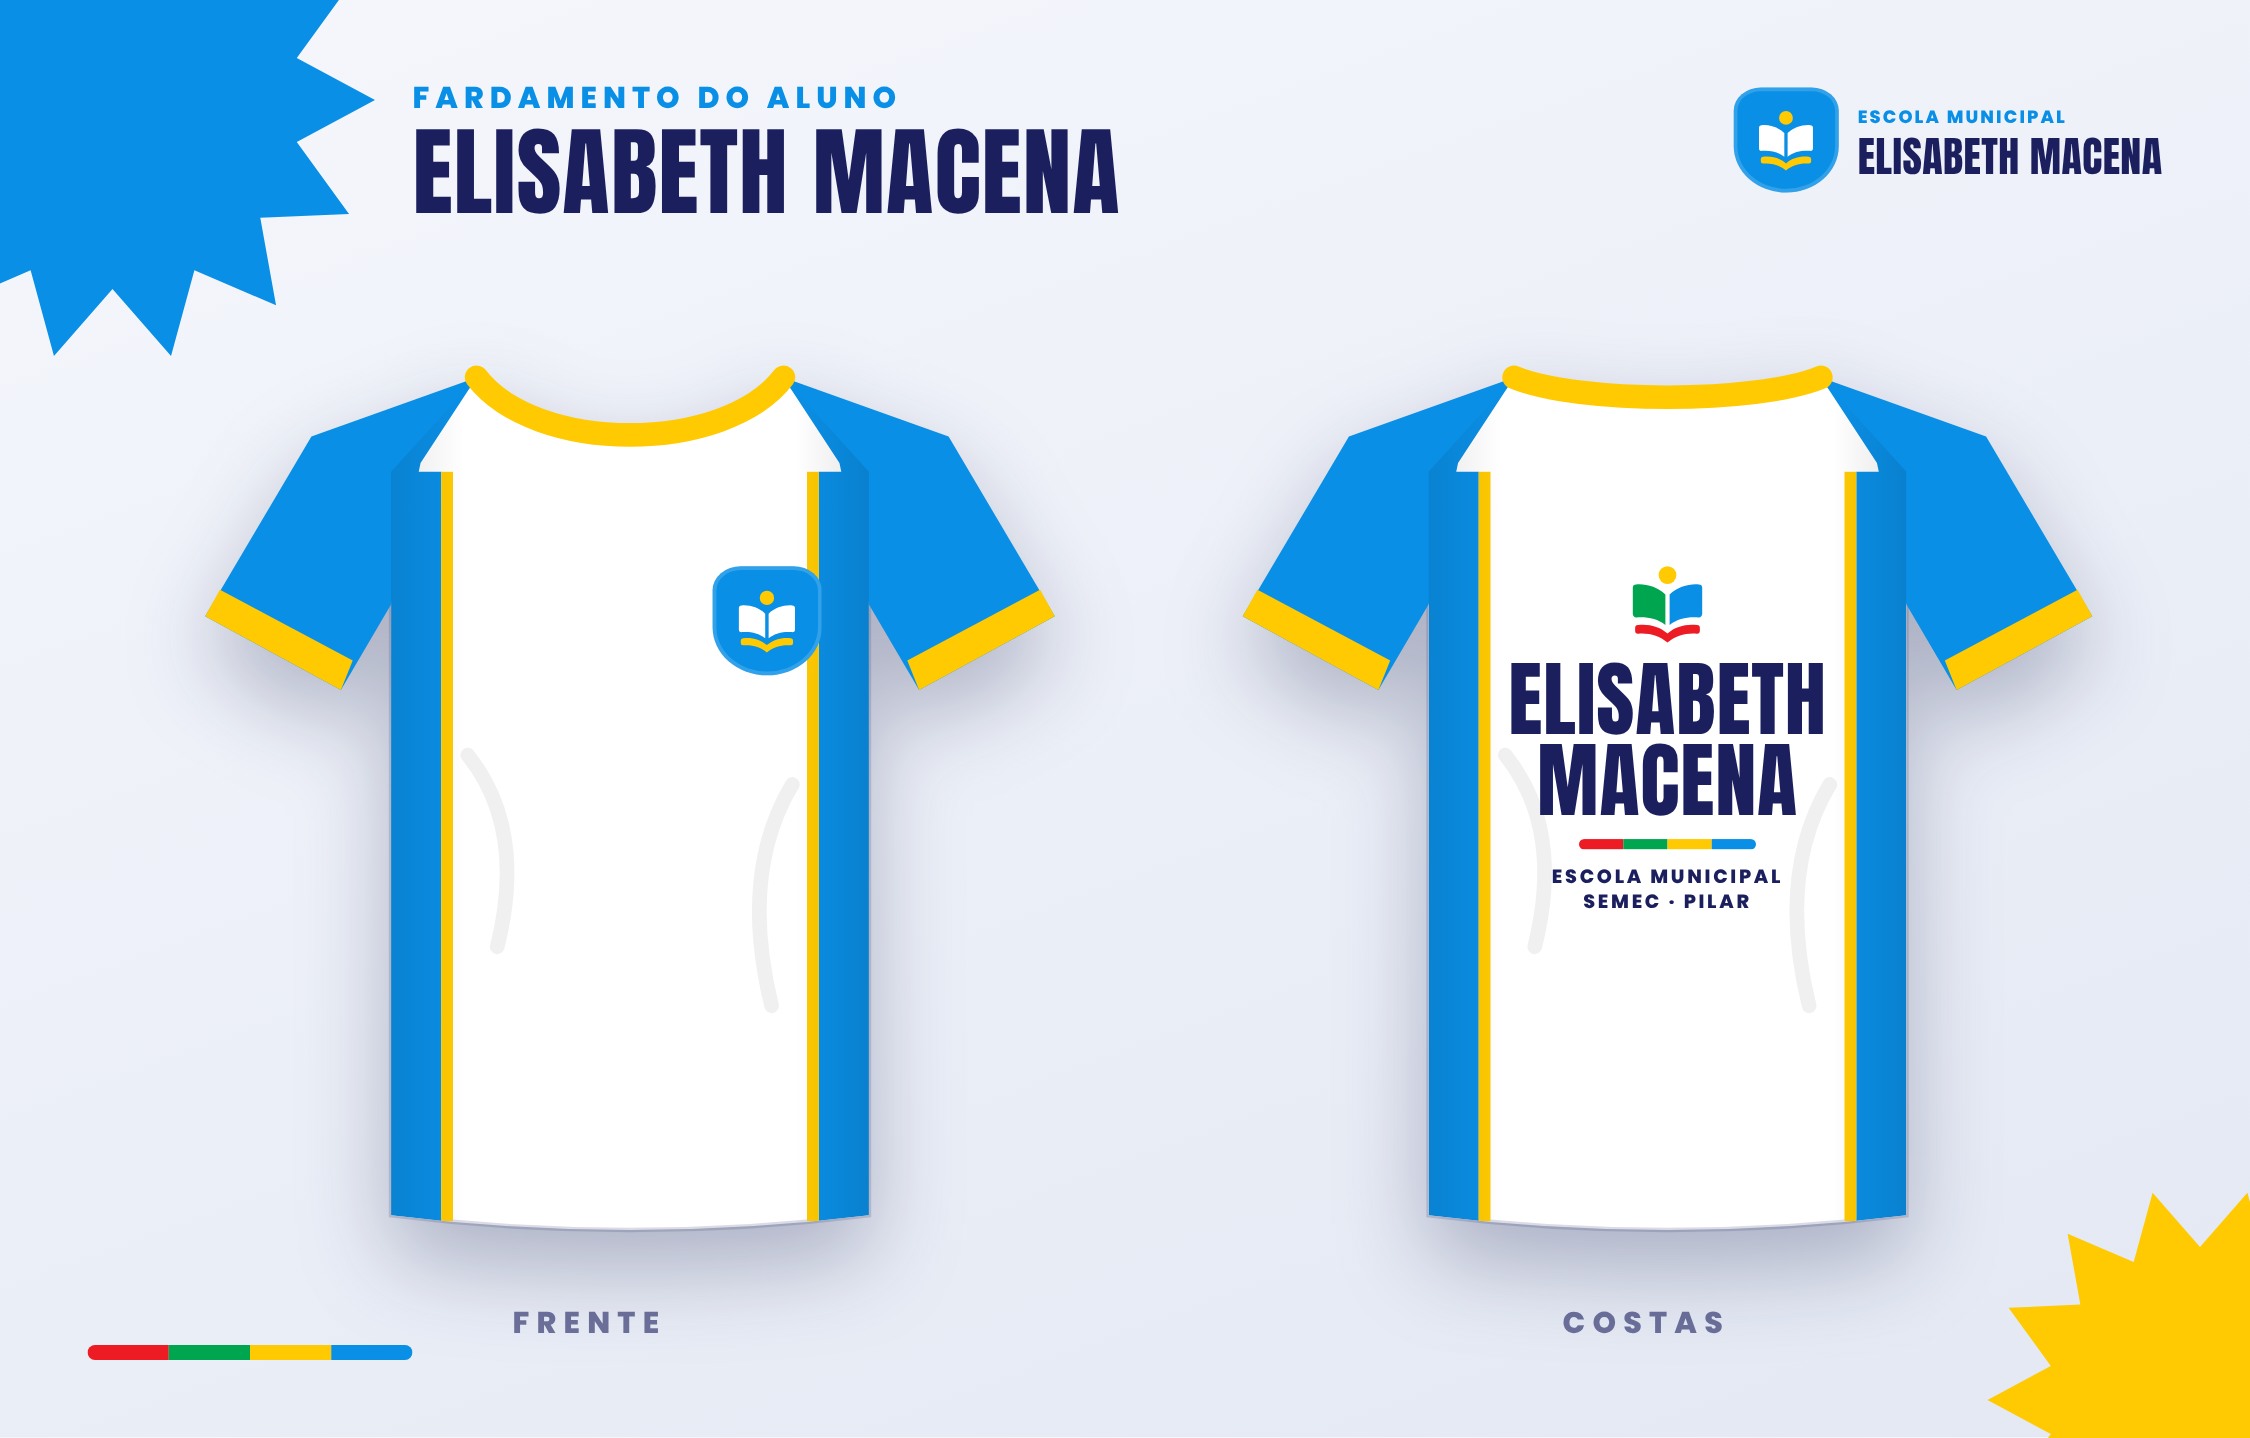 FARDAMENTO DO ALUNO
ELISABETH MACENA
ESCOLA MUNICIPAL
ELISABETH MACENA
ELISABETH
MACENA
ESCOLA MUNICIPAL
SEMEC · PILAR
FRENTE
COSTAS